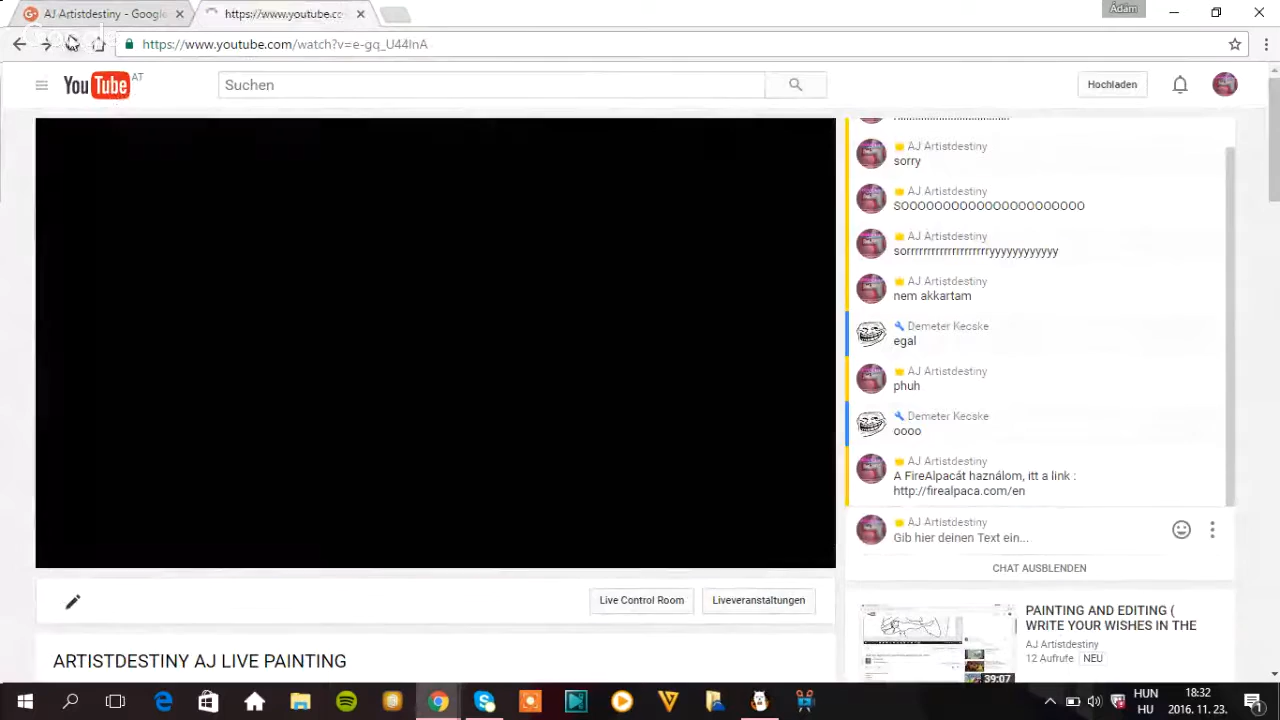 AJ Artistdestiny - Google
https://www.youtube.co
Ádám
https://www.youtube.com/watch?v=e-gq_U44InA
YouTube AT
Suchen
Hochladen
AJ Artistdestiny
sorry
AJ Artistdestiny
SOOOOOOOOOOOOOOOOOOOOOO
AJ Artistdestiny
sorrrrrrrrrrrrrrrrrrrryyyyyyyyyyyy
AJ Artistdestiny
nem akkartam
Demeter Kecske
egal
AJ Artistdestiny
phuh
Demeter Kecske
oooo
AJ Artistdestiny
A FireAlpacát haználom, itt a link :
http://firealpaca.com/en
AJ Artistdestiny
Gib hier deinen Text ein...
CHAT AUSBLENDEN
Live Control Room
Liveveranstaltungen
ARTISTDESTINY AJ LIVE PAINTING
PAINTING AND EDITING (
WRITE YOUR WISHES IN THE
AJ Artistdestiny
12 Aufrufe NEU
39:07
HUN
HU
18:32
2016. 11. 23.